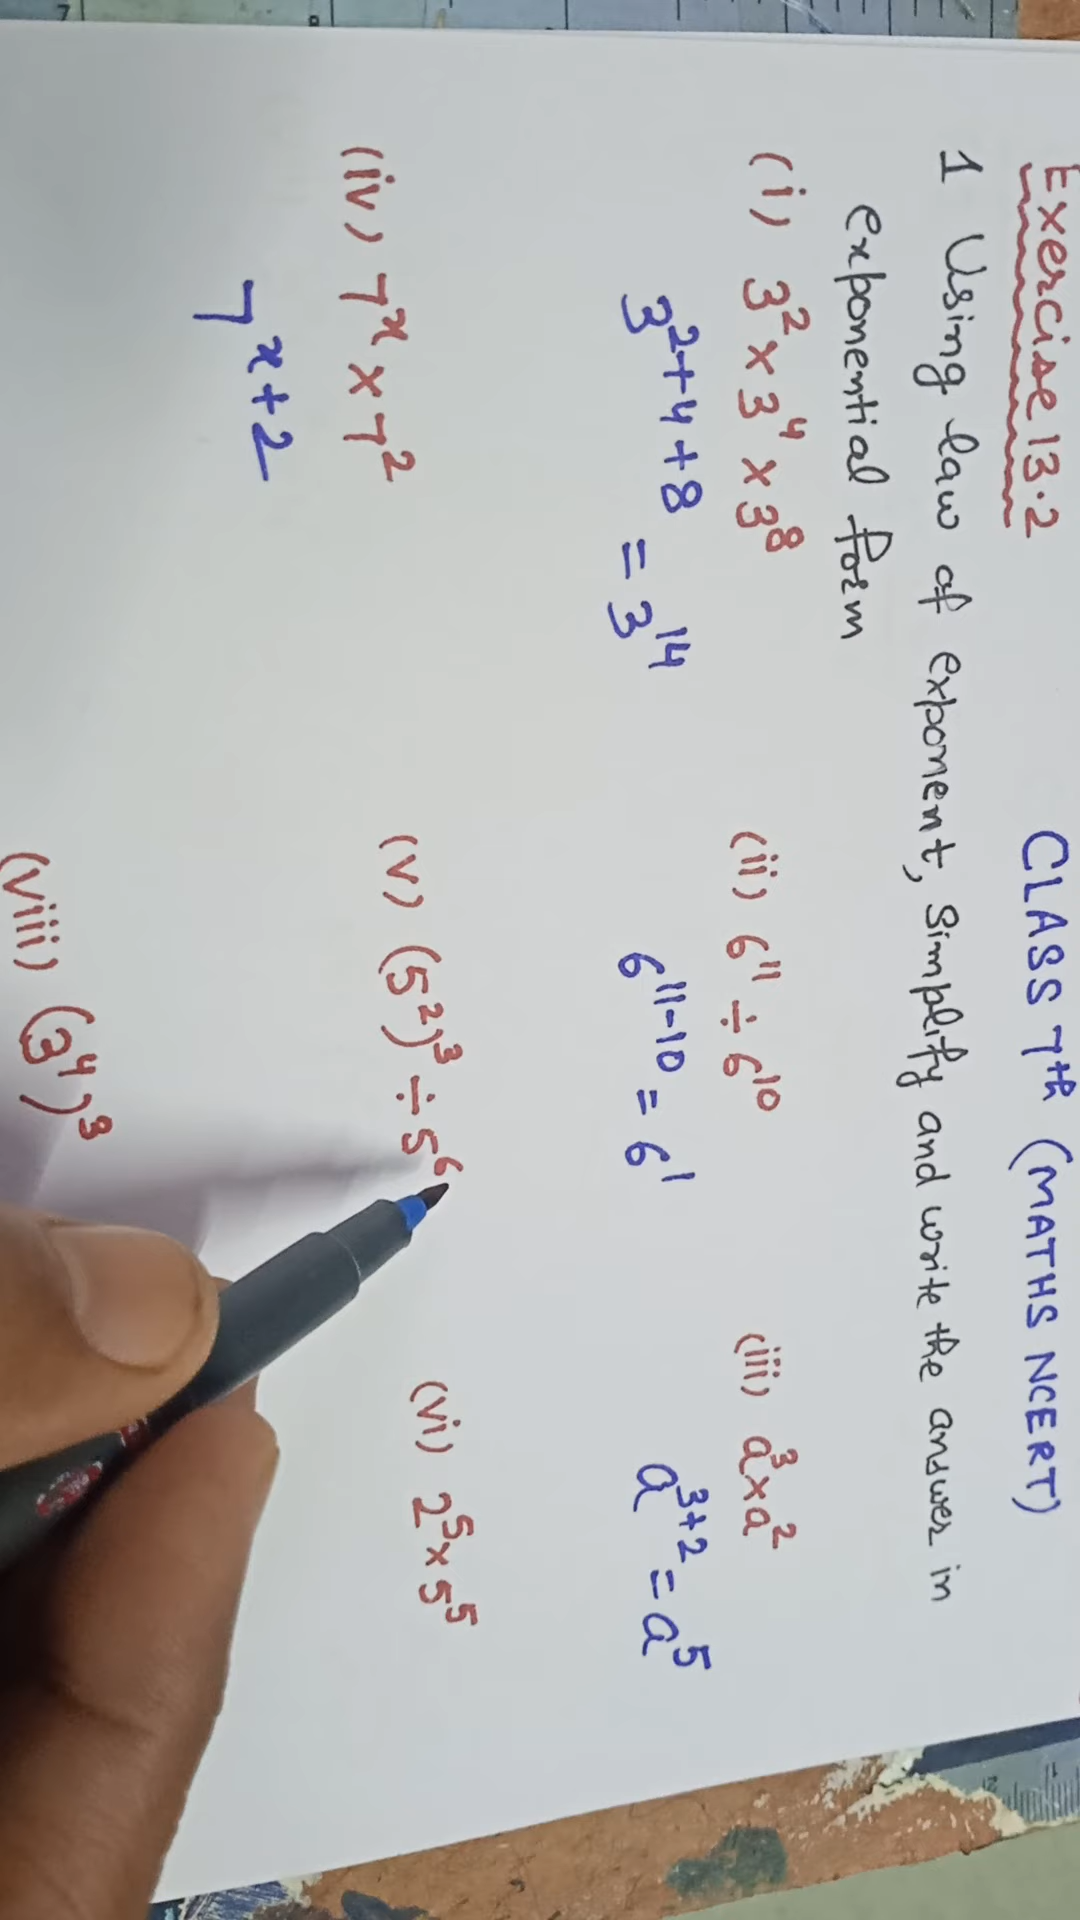 Exercise 13.2 CLASS 7th (MATHS NCERT)
1 Using law of exponent, Simplify and write the answer in
exponential form
(i) 3² × 3⁴ × 3⁸ (ii) 6¹¹ ÷ 6¹⁰ (iii) a³ × a²
3²⁺⁴⁺⁸ = 3¹⁴ 6¹¹⁻¹⁰ = 6¹ a³⁺² = a⁵
(iv) 7ˣ × 7² (v) (5²)³ ÷ 5⁶ (vi) 2⁵ × 5⁵
7ˣ⁺²
(viii) (3⁴)³